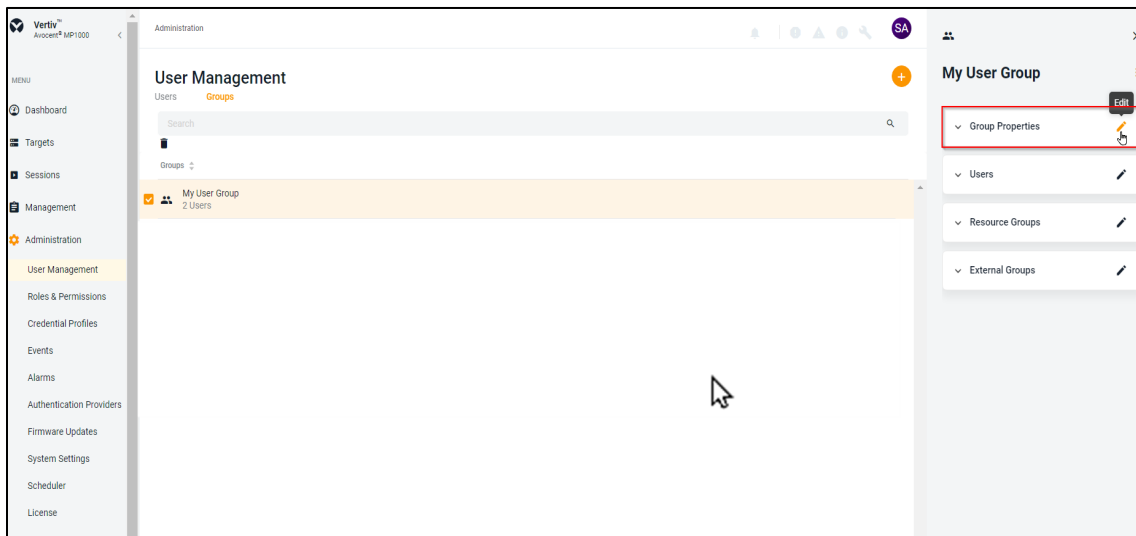 Vertiv™
Avocent® MP1000
MENU
Dashboard
Targets
Sessions
Management
Administration
User Management
Roles & Permissions
Credential Profiles
Events
Alarms
Authentication Providers
Firmware Updates
System Settings
Scheduler
License
Administration
SA
User Management
Users Groups
Search
Groups
My User Group
2 Users
My User Group
Edit
Group Properties
Users
Resource Groups
External Groups